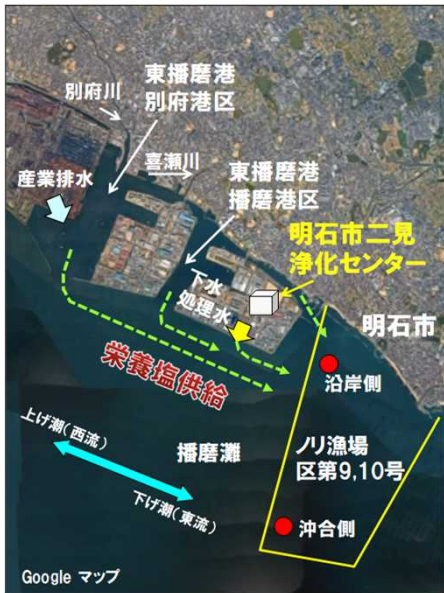 東播磨港
別府港区
別府川
喜瀬川
東播磨港
播磨港区
産業排水
明石市二見
浄化センター
下水
処理水
明石市
沿岸側
栄養塩供給
上げ潮(西流)
播磨灘
ノリ漁場
区第9,10号
下げ潮(東流)
沖合側
Google マップ